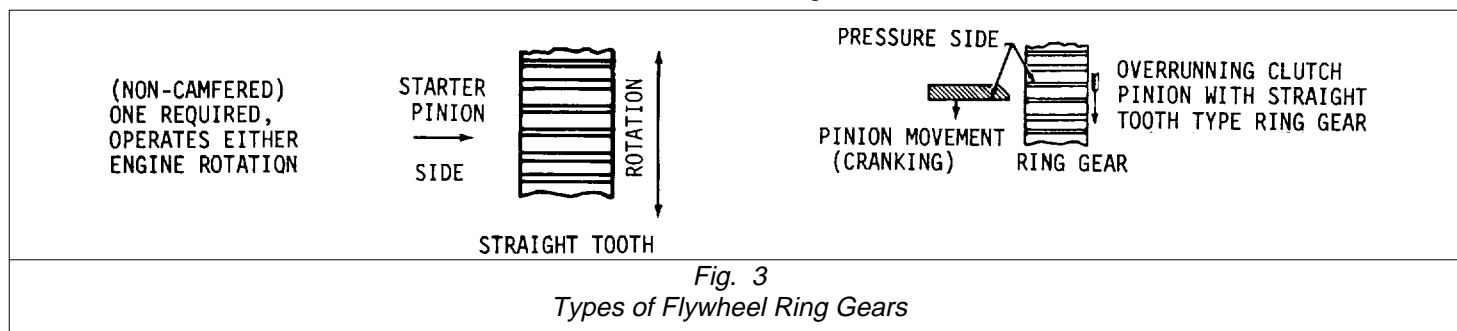 (NON-CAMFERED)
ONE REQUIRED,
OPERATES EITHER
ENGINE ROTATION
STARTER
PINION
SIDE
ROTATION
STRAIGHT TOOTH
PRESSURE SIDE
PINION MOVEMENT
(CRANKING)
RING GEAR
OVERRUNNING CLUTCH
PINION WITH STRAIGHT
TOOTH TYPE RING GEAR
Fig. 3
Types of Flywheel Ring Gears